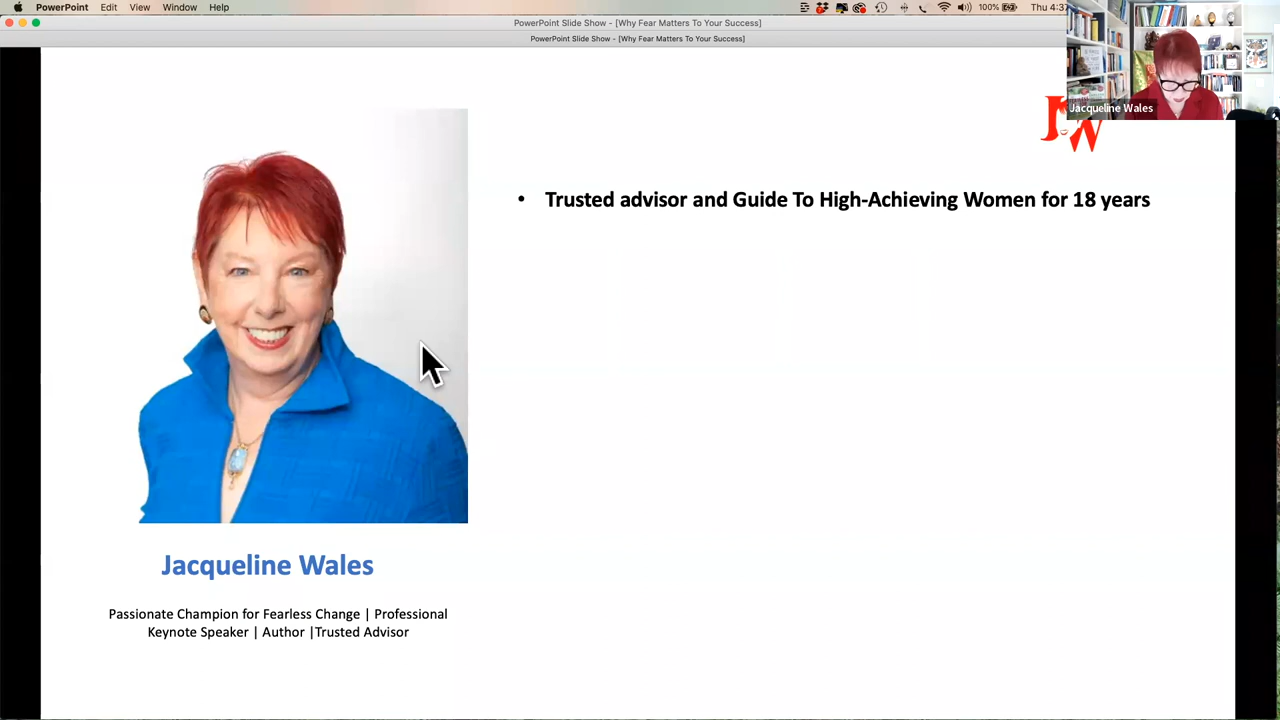 PowerPoint Edit View Window Help 100% Thu 4:3
PowerPoint Slide Show - [Why Fear Matters To Your Success]
PowerPoint Slide Show - [Why Fear Matters To Your Success]
Jacqueline Wales
JW
• Trusted advisor and Guide To High-Achieving Women for 18 years
Jacqueline Wales
Passionate Champion for Fearless Change | Professional
Keynote Speaker | Author |Trusted Advisor